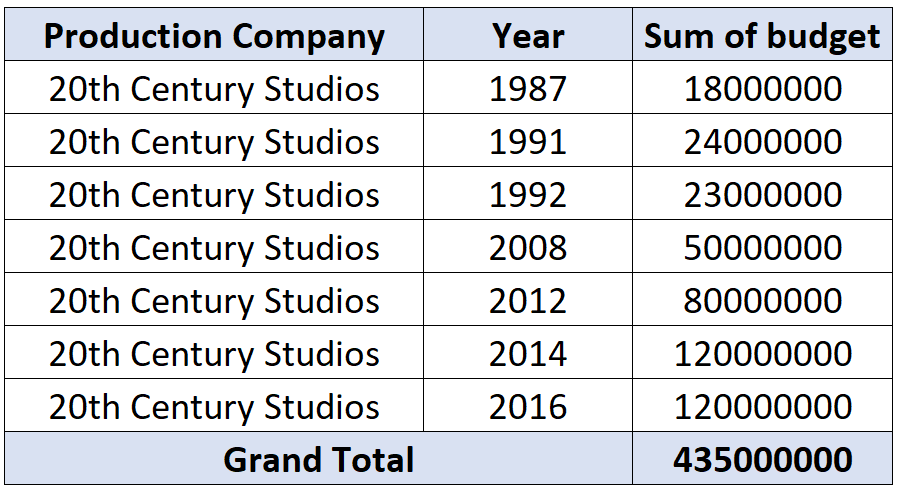 Production Company Year Sum of budget
20th Century Studios 1987 18000000
20th Century Studios 1991 24000000
20th Century Studios 1992 23000000
20th Century Studios 2008 50000000
20th Century Studios 2012 80000000
20th Century Studios 2014 120000000
20th Century Studios 2016 120000000
Grand Total 435000000